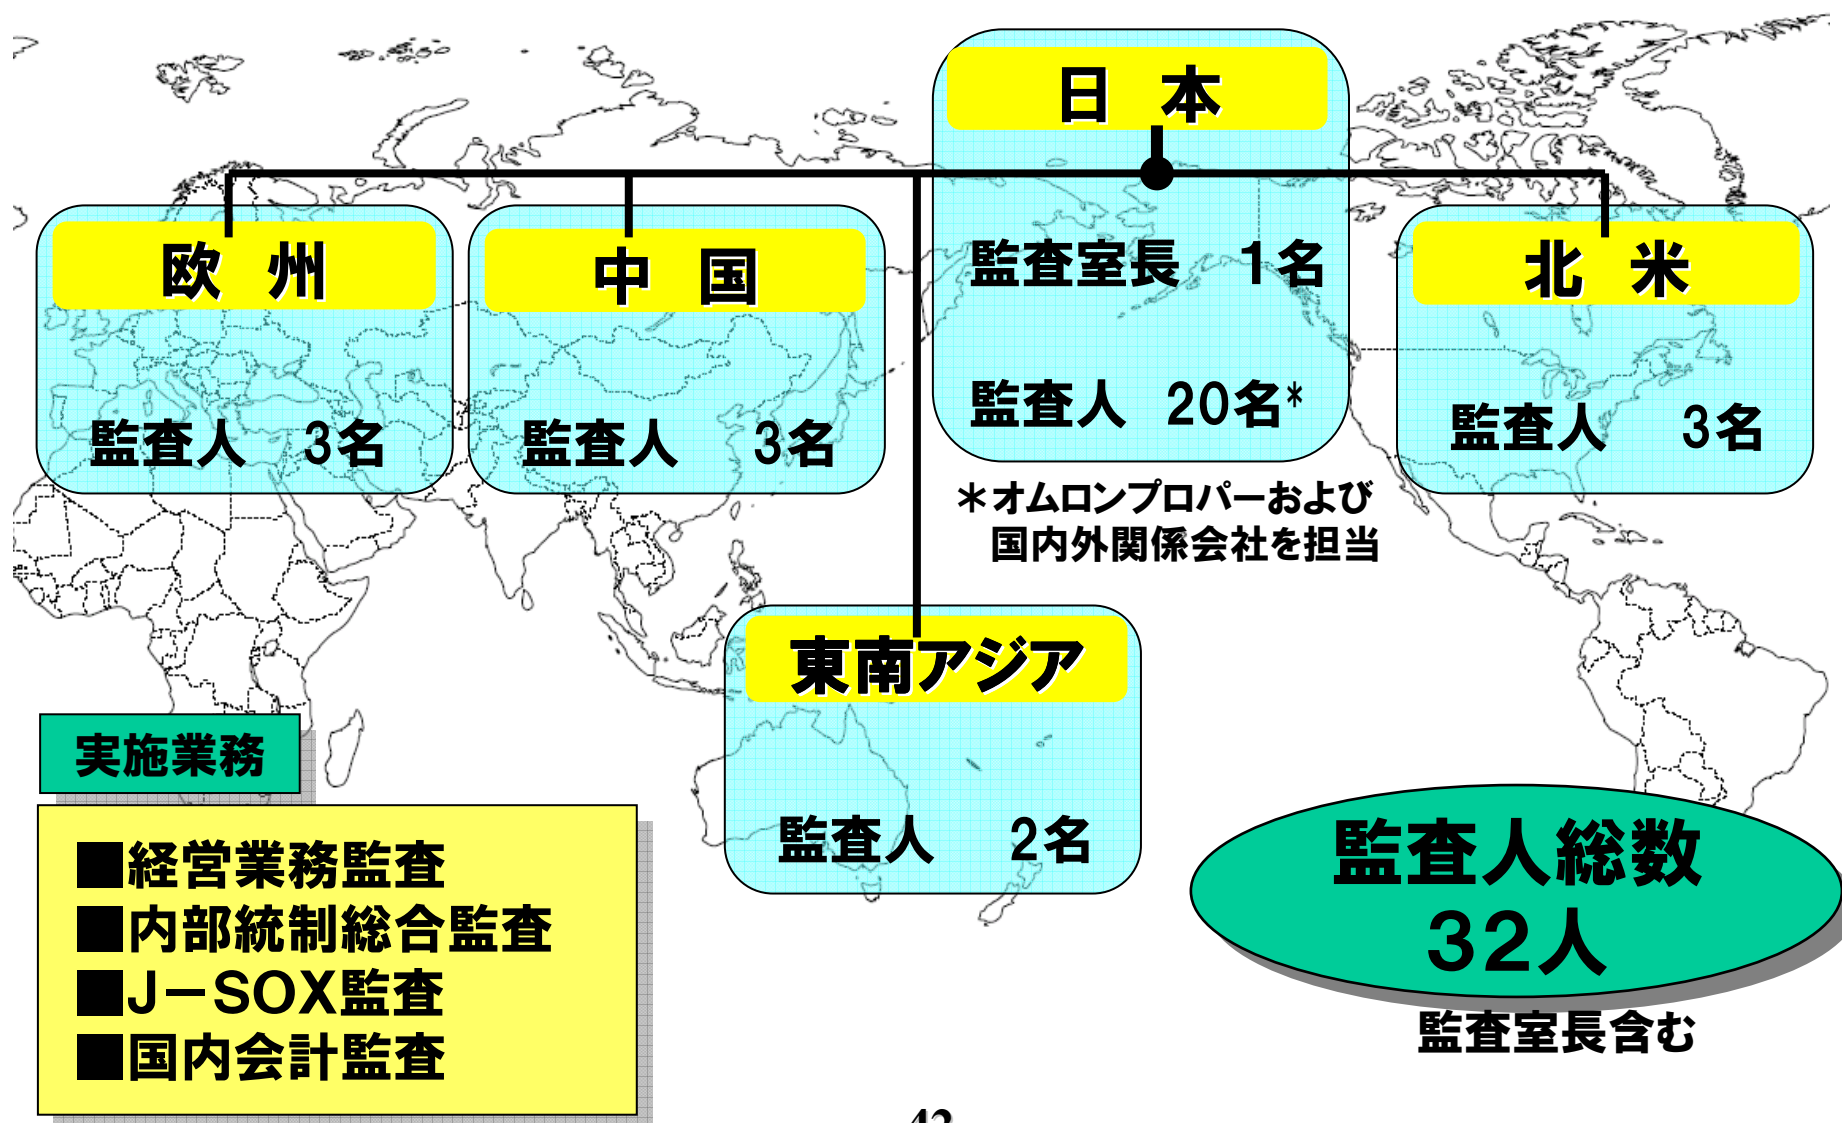 日　本
監査室長　1名
監査人　20名*
＊オムロンプロパーおよび
国内外関係会社を担当
欧　州
監査人　3名
中　国
監査人　3名
北　米
監査人　3名
東南アジア
監査人　2名
実施業務
■経営業務監査
■内部統制総合監査
■J－SOX監査
■国内会計監査
監査人総数
32人
監査室長含む
42